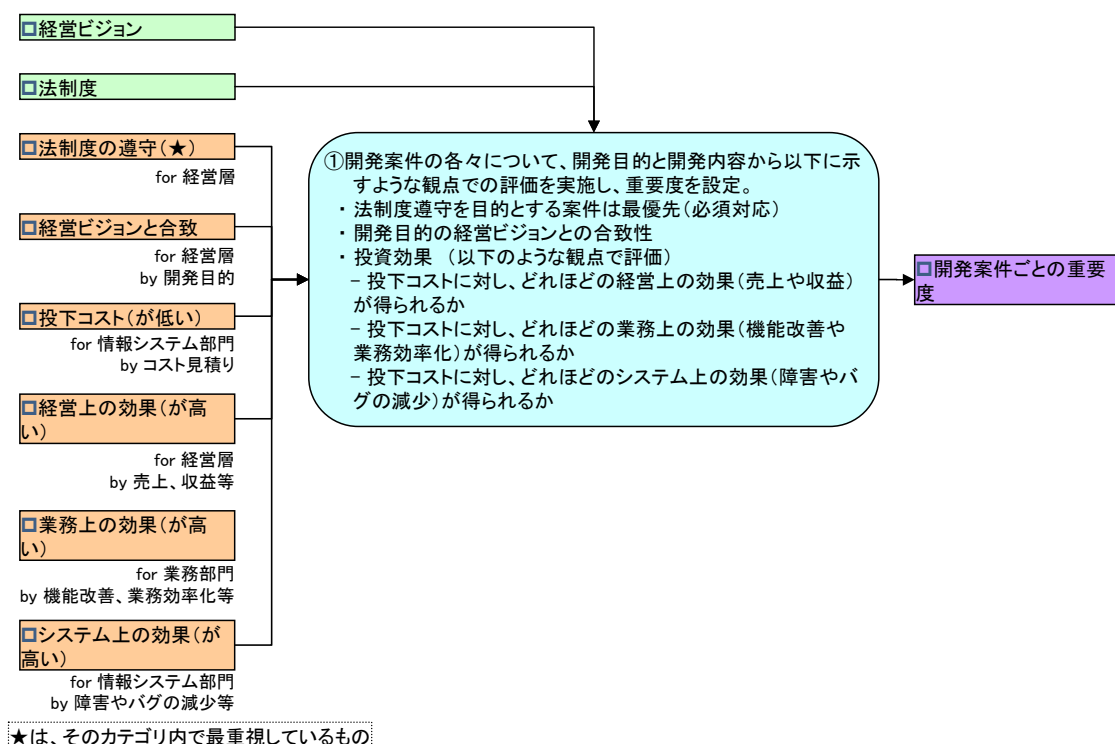 □経営ビジョン
□法制度
□法制度の遵守(★)
for 経営層
□経営ビジョンと合致
for 経営層
by 開発目的
□投下コスト(が低い)
for 情報システム部門
by コスト見積り
□経営上の効果(が高
い)
for 経営層
by 売上、収益等
□業務上の効果(が高
い)
for 業務部門
by 機能改善、業務効率化等
□システム上の効果(が
高い)
for 情報システム部門
by 障害やバグの減少等
★は、そのカテゴリ内で最重視しているもの
①開発案件の各々について、開発目的と開発内容から以下に示
すような観点での評価を実施し、重要度を設定。
・ 法制度遵守を目的とする案件は最優先(必須対応)
・ 開発目的の経営ビジョンとの合致性
・ 投資効果 (以下のような観点で評価)
− 投下コストに対し、どれほどの経営上の効果(売上や収益)
が得られるか
− 投下コストに対し、どれほどの業務上の効果(機能改善や
業務効率化)が得られるか
− 投下コストに対し、どれほどのシステム上の効果(障害やバ
グの減少)が得られるか
□開発案件ごとの重要
度